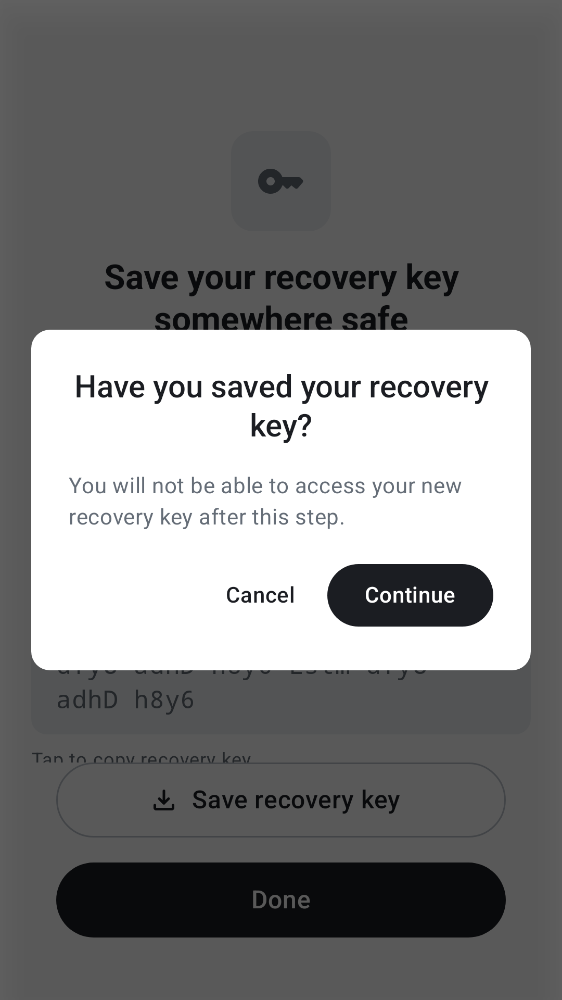 Save your recovery key
somewhere safe
Have you saved your recovery
key?
You will not be able to access your new
recovery key after this step.
Cancel
Continue
adhD h8y6
Tap to copy recovery key
Save recovery key
Done